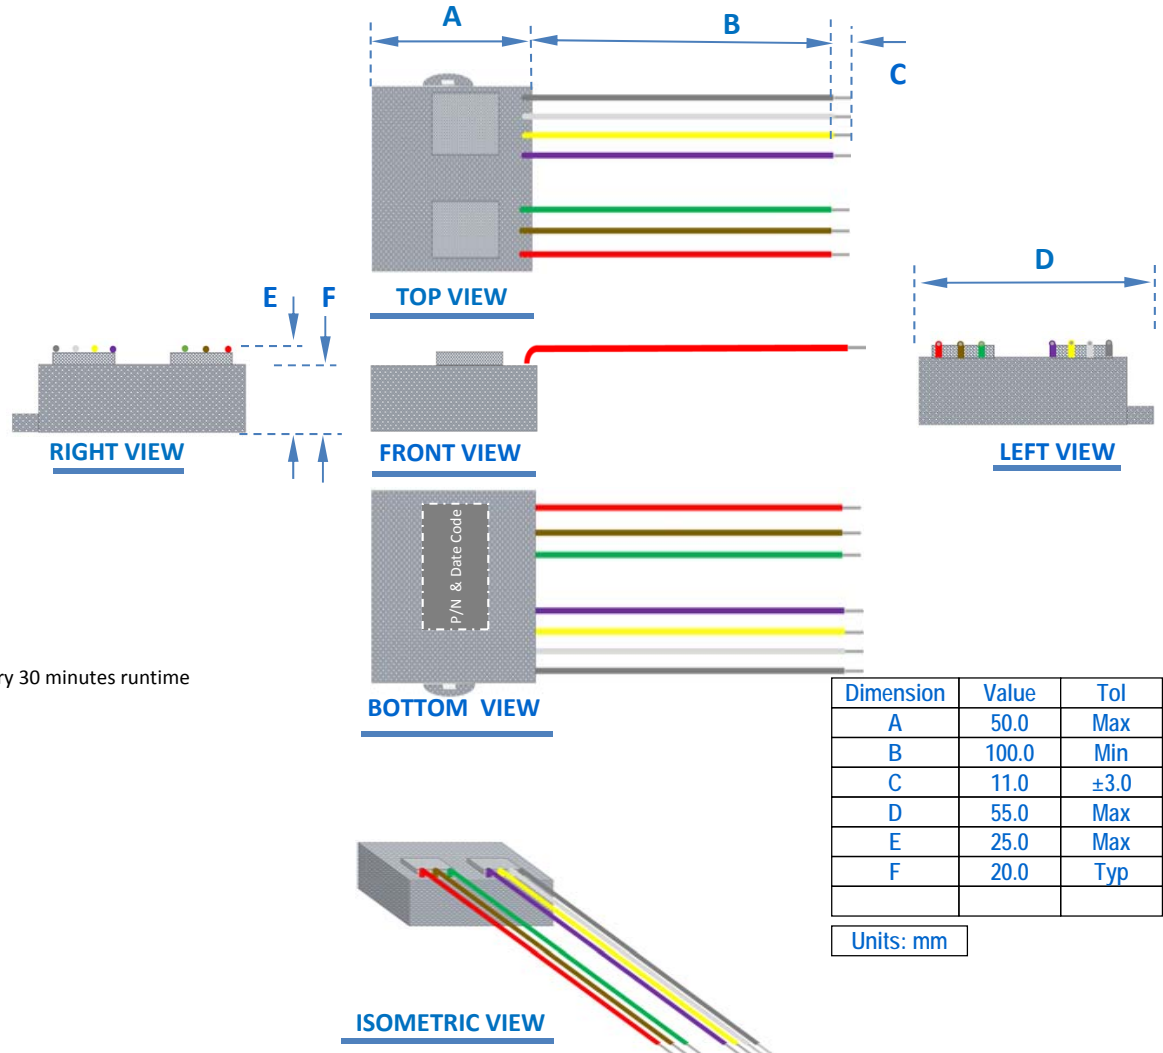 A
B
C
TOP VIEW
D
E
F
RIGHT VIEW
FRONT VIEW
LEFT VIEW
P/N & Date Code
ry 30 minutes runtime
BOTTOM VIEW
Dimension Value Tol
A 50.0 Max
B 100.0 Min
C 11.0 ±3.0
D 55.0 Max
E 25.0 Max
F 20.0 Typ
Units: mm
ISOMETRIC VIEW